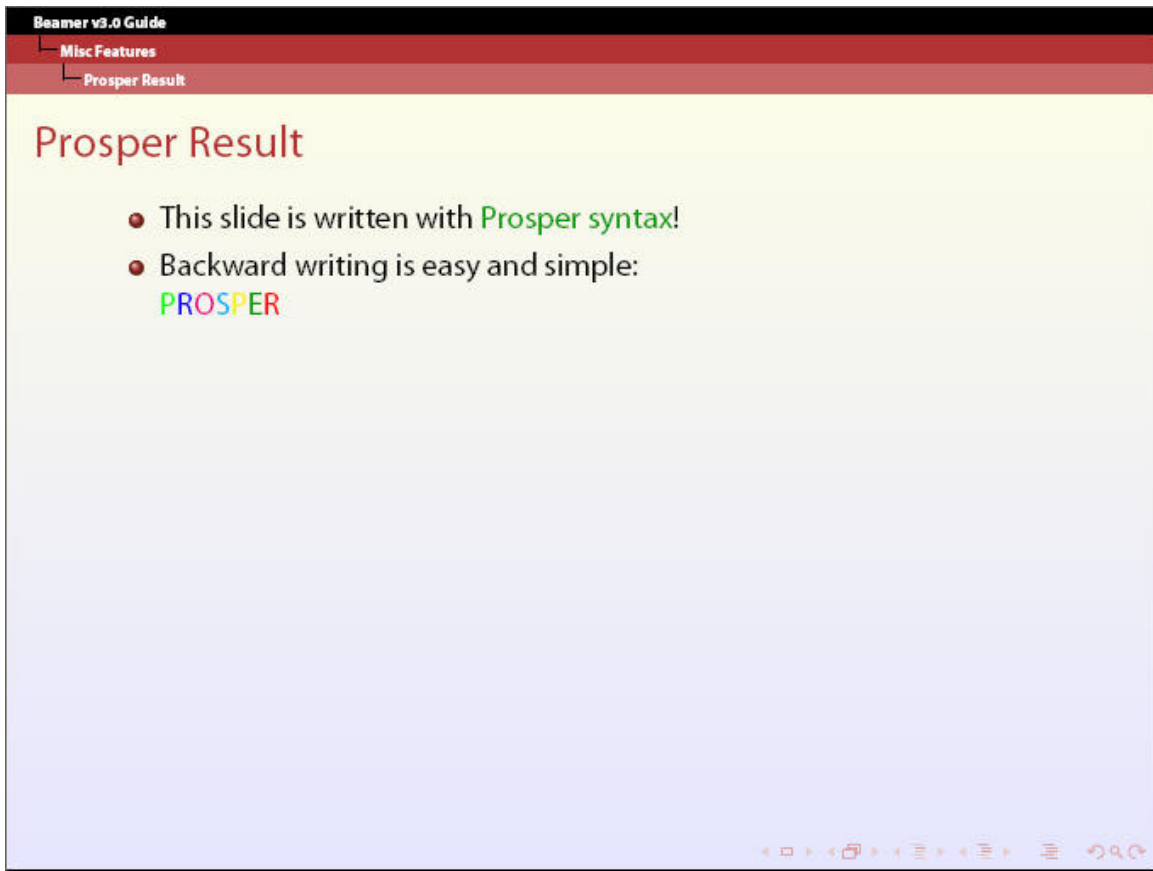 Beamer v3.0 Guide
Misc Features
Prosper Result
Prosper Result
This slide is written with Prosper syntax!
Backward writing is easy and simple:
PROSPER